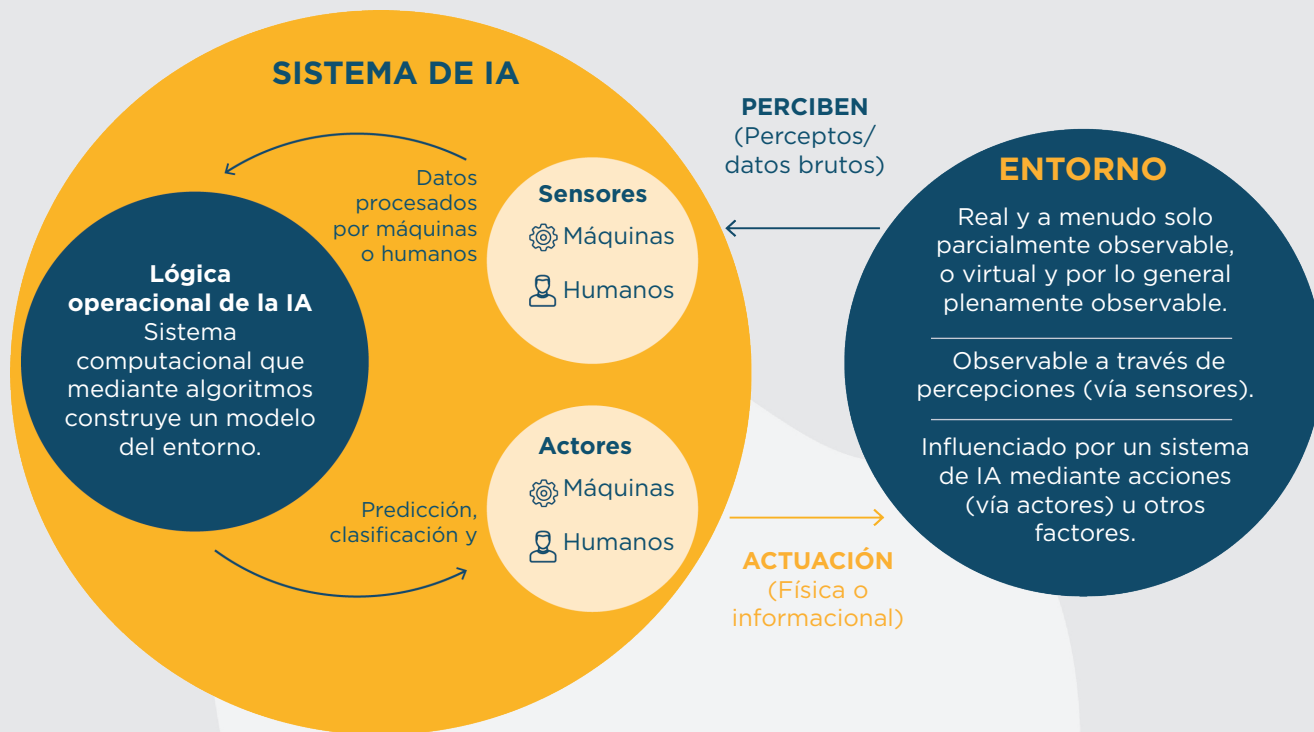 SISTEMA DE IA
Datos
procesados
por máquinas
o humanos
Sensores
Máquinas
Humanos
Lógica
operacional de la IA
Sistema
computacional que
mediante algoritmos
construye un modelo
del entorno.
Predicción,
clasificación y
Actores
Máquinas
Humanos
PERCIBEN
(Perceptos/
datos brutos)
ACTUACIÓN
(Física o
informacional)
ENTORNO
Real y a menudo solo
parcialmente observable,
o virtual y por lo general
plenamente observable.
Observable a través de
percepciones (vía sensores).
Influenciado por un sistema
de IA mediante acciones
(vía actores) u otros
factores.